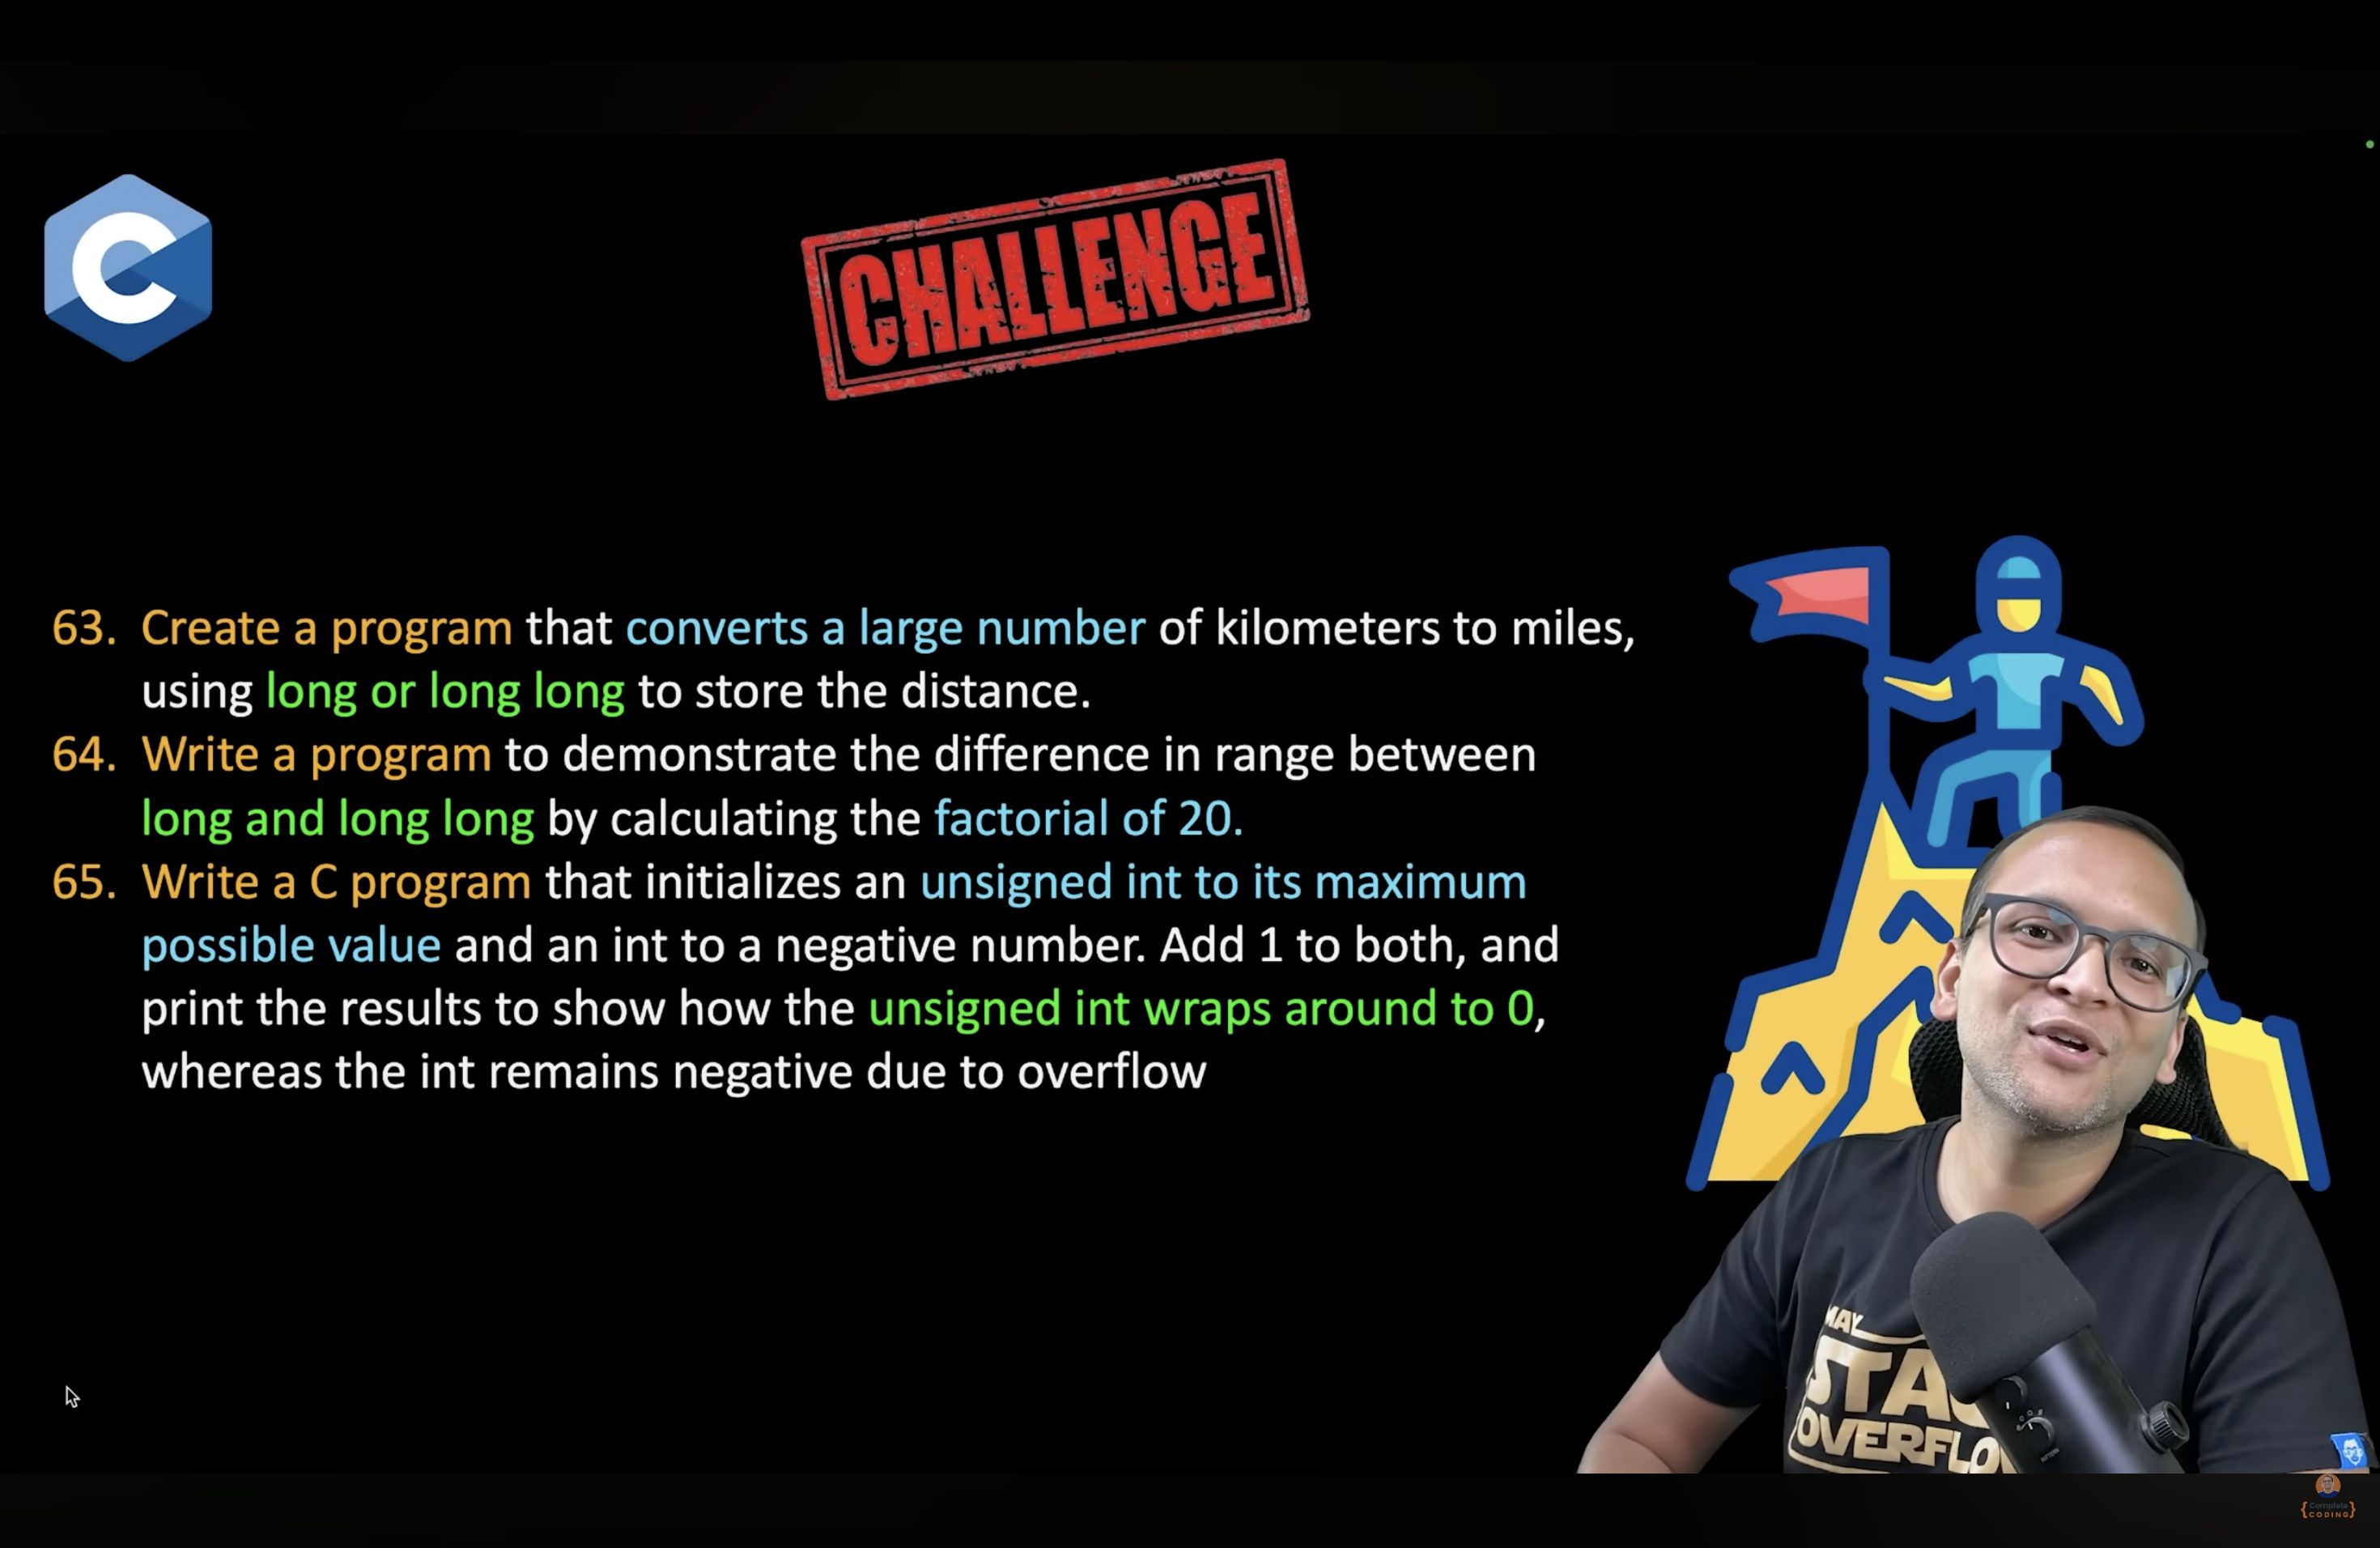 CHALLENGE
63. Create a program that converts a large number of kilometers to miles,
using long or long long to store the distance.
64. Write a program to demonstrate the difference in range between
long and long long by calculating the factorial of 20.
65. Write a C program that initializes an unsigned int to its maximum
possible value and an int to a negative number. Add 1 to both, and
print the results to show how the unsigned int wraps around to 0,
whereas the int remains negative due to overflow
MAY
OVERFLO
{Complete
CODING}